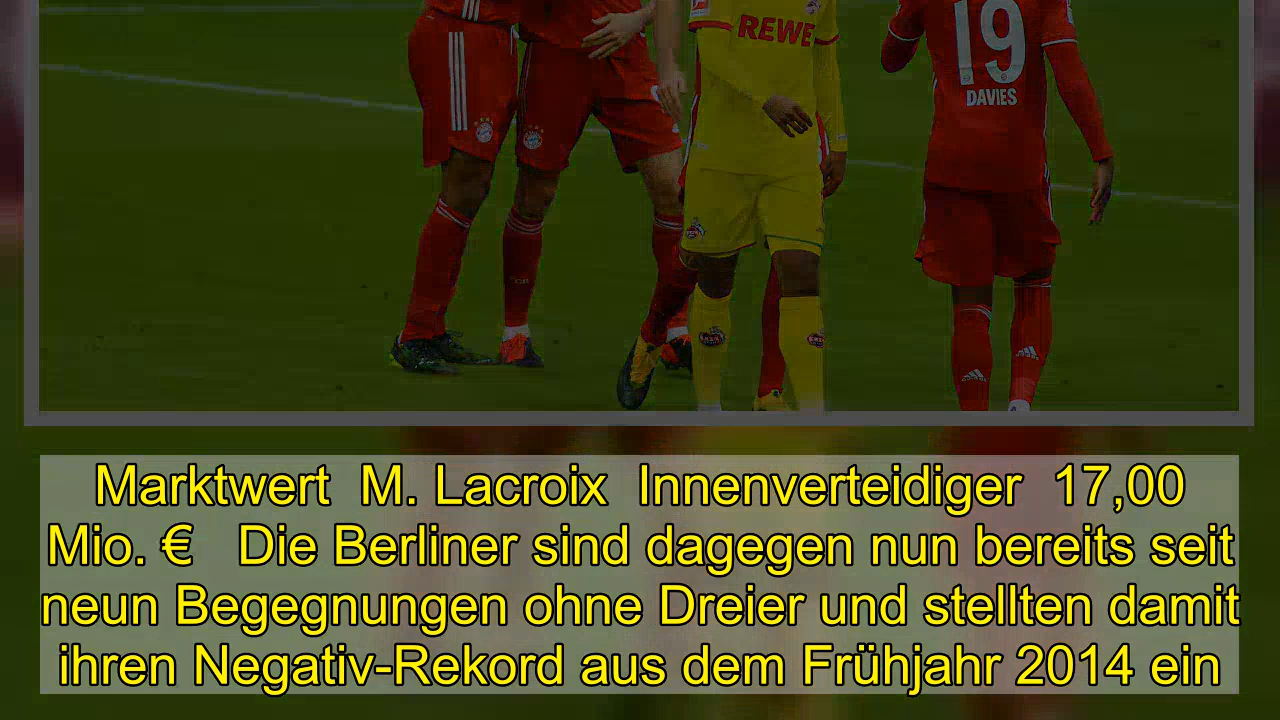 REWE
19
DAVIES
Marktwert M. Lacroix Innenverteidiger 17,00
Mio. € Die Berliner sind dagegen nun bereits seit
neun Begegnungen ohne Dreier und stellten damit
ihren Negativ-Rekord aus dem Frühjahr 2014 ein